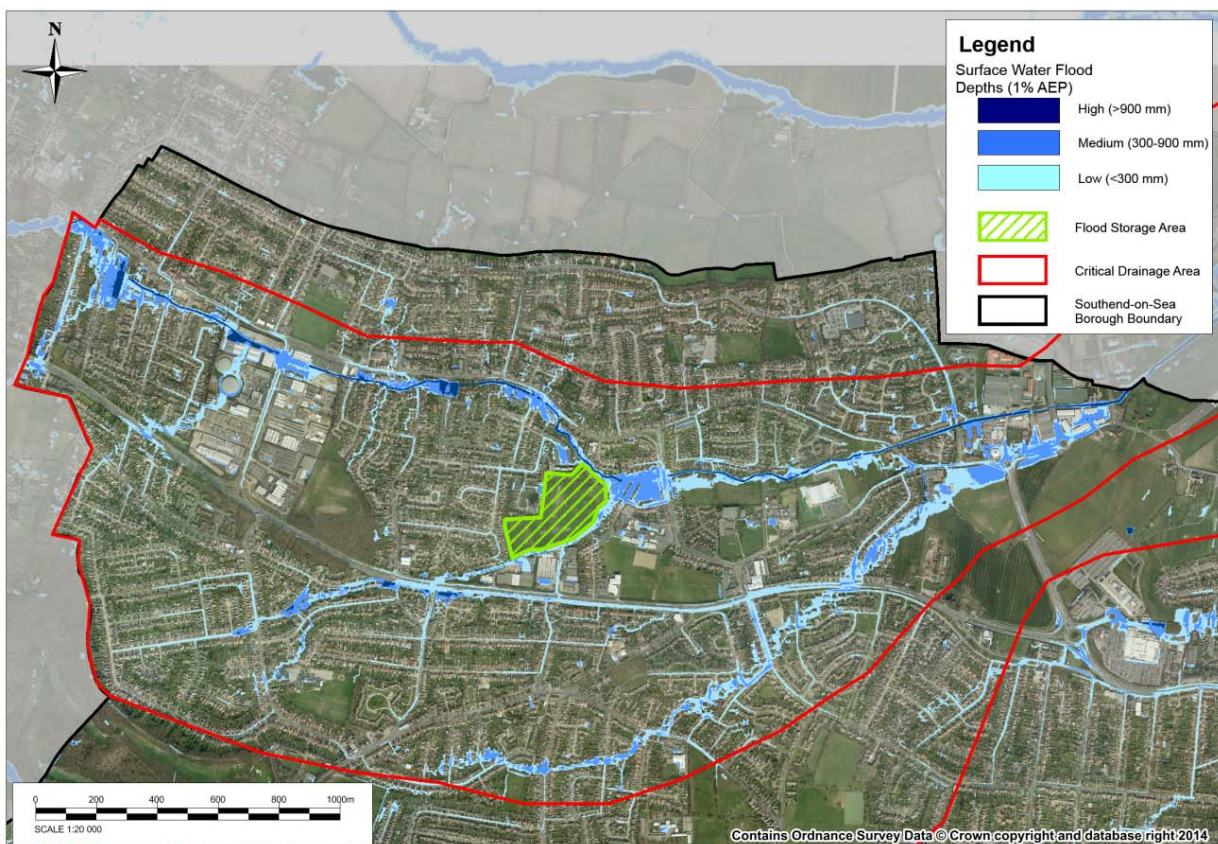 N
Legend
Surface Water Flood
Depths (1% AEP)
High (>900 mm)
Medium (300-900 mm)
Low (<300 mm)
Flood Storage Area
Critical Drainage Area
Southend-on-Sea
Borough Boundary
0 200 400 600 800 1000m
SCALE 1:20 000
Contains Ordnance Survey Data © Crown copyright and database right 2014